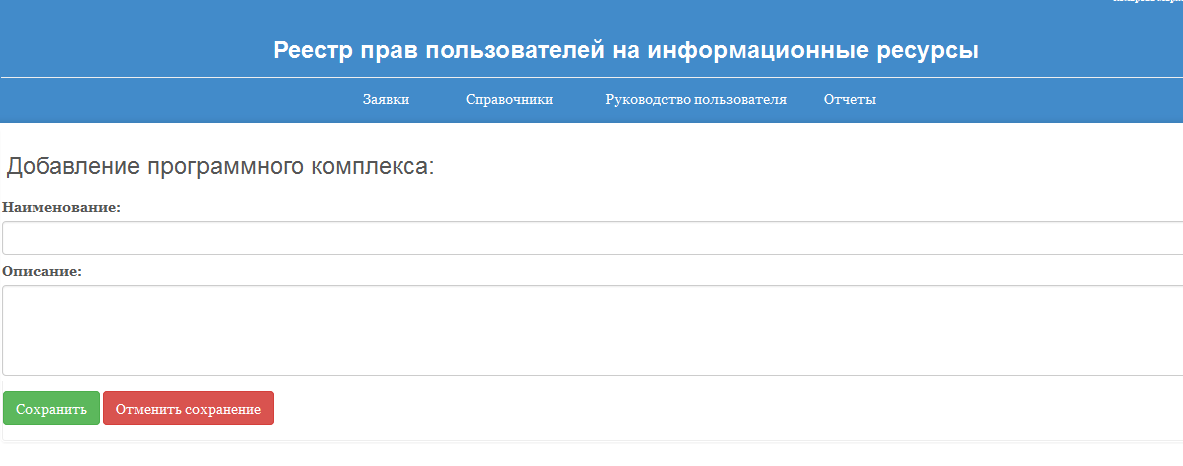 Реестр прав пользователей на информационные ресурсы
Заявки Справочники Руководство пользователя Отчеты
Добавление программного комплекса:
Наименование:
Описание:
Сохранить Отменить сохранение